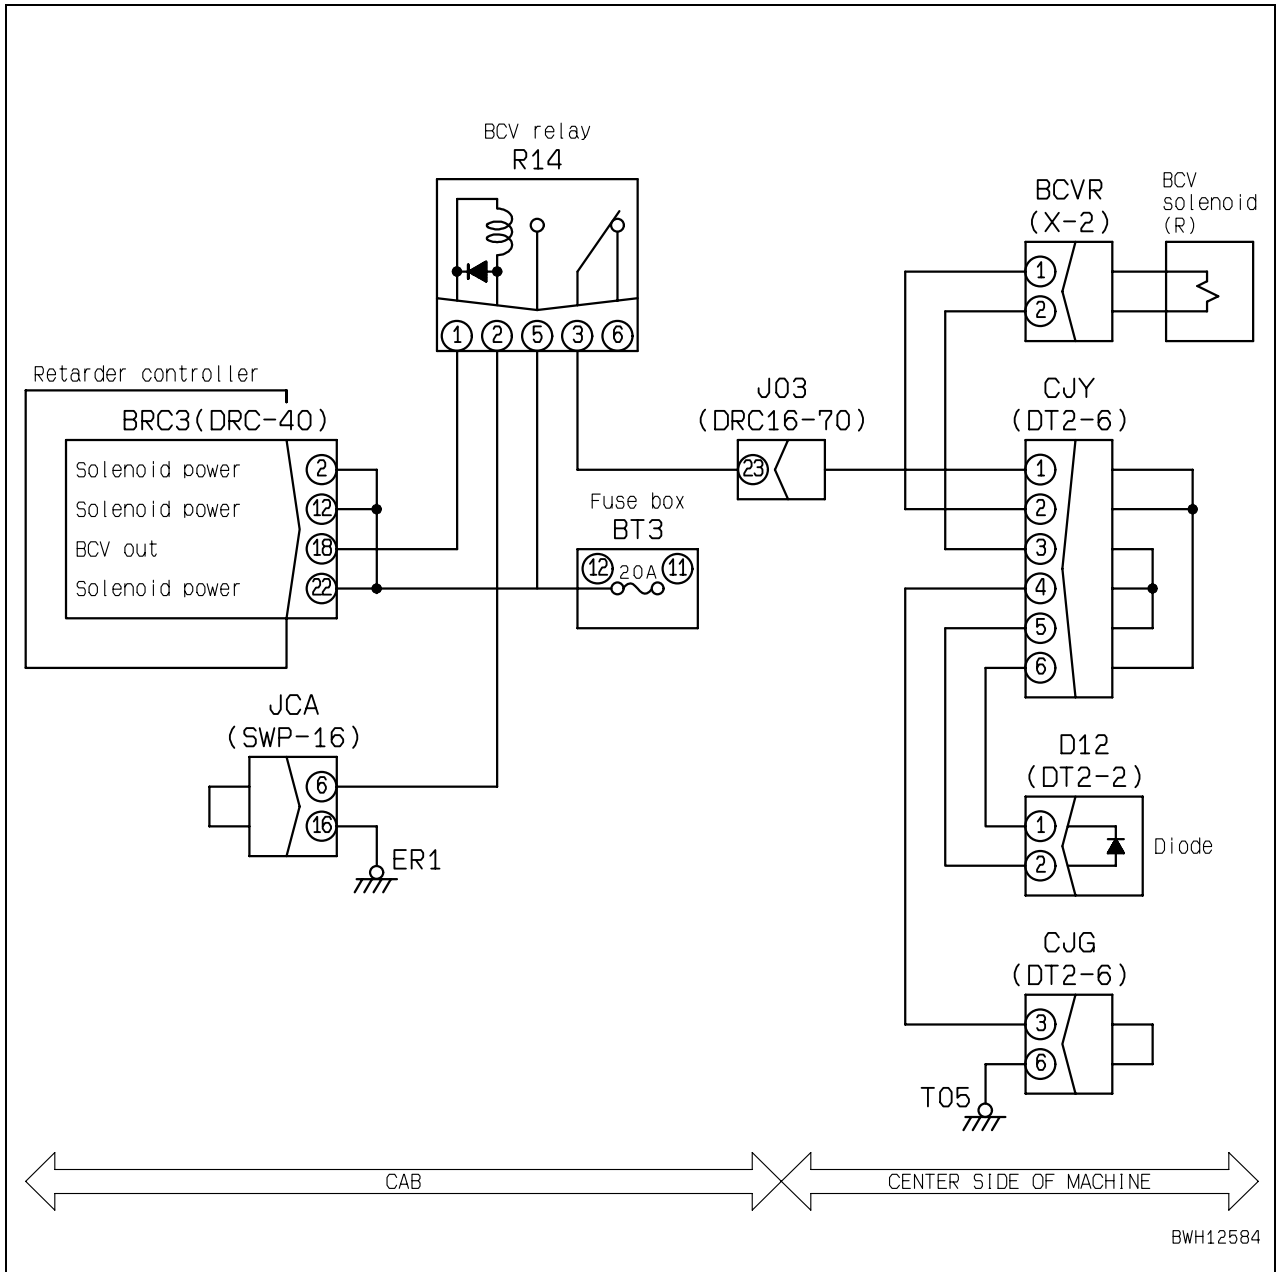 BCV relay
R14
1 2 5 3 6
BCVR
(X-2)
1
2
BCV
solenoid
(R)
Retarder controller
BRC3(DRC-40)
Solenoid power 2
Solenoid power 12
BCV out 18
Solenoid power 22
J03
(DRC16-70)
23
Fuse box
BT3
12 20A 11
CJY
(DT2-6)
1
2
3
4
5
6
JCA
(SWP-16)
6
16
ER1
D12
(DT2-2)
1
2
Diode
CJG
(DT2-6)
3
6
T05
CAB
CENTER SIDE OF MACHINE
BWH12584